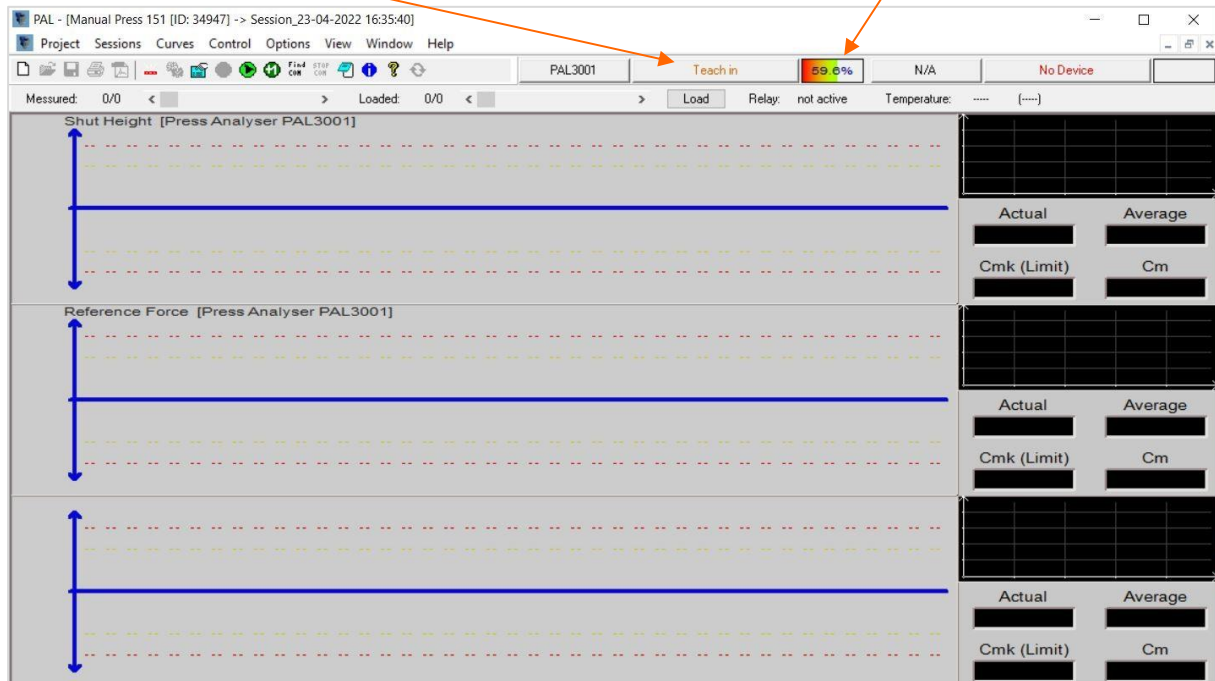 PAL - [Manual Press 151 [ID: 34947] -> Session_23-04-2022 16:35:40]
Project Sessions Curves Control Options View Window Help
Find COM STOP COM PAL3001 Teach in 59.6% N/A No Device
Messured: 0/0 < > Loaded: 0/0 < > Load Relay: not active Temperature: ----- (-----)
Shut Height [Press Analyser PAL3001]
Actual Average
Cmk (Limit) Cm
Reference Force [Press Analyser PAL3001]
Actual Average
Cmk (Limit) Cm
Actual Average
Cmk (Limit) Cm